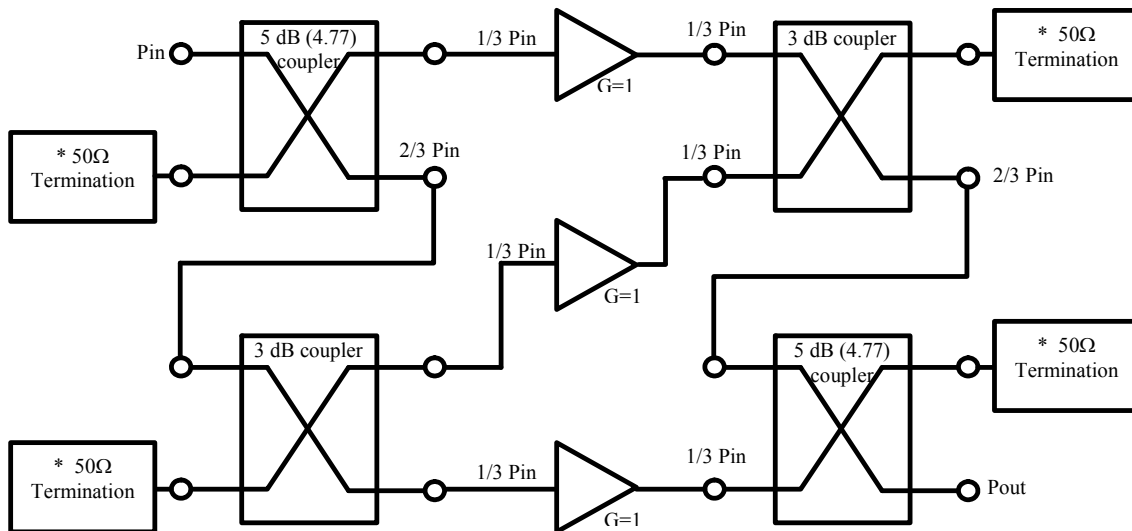 Pin
5 dB (4.77)
coupler
1/3 Pin
G=1
1/3 Pin
3 dB coupler
* 50Ω
Termination
* 50Ω
Termination
2/3 Pin
1/3 Pin
2/3 Pin
1/3 Pin
G=1
3 dB coupler
5 dB (4.77)
coupler
* 50Ω
Termination
* 50Ω
Termination
1/3 Pin
G=1
1/3 Pin
Pout